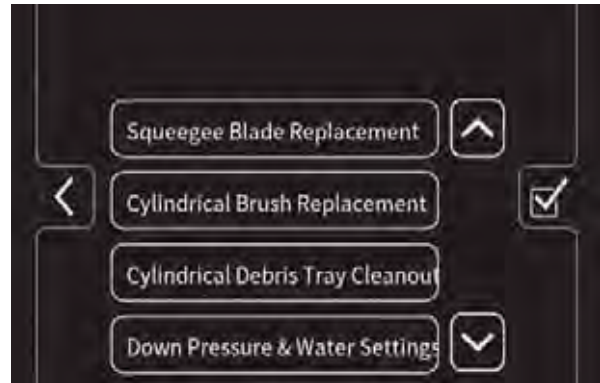 Squeegee Blade Replacement
Cylindrical Brush Replacement
Cylindrical Debris Tray Cleanout
Down Pressure & Water Settings